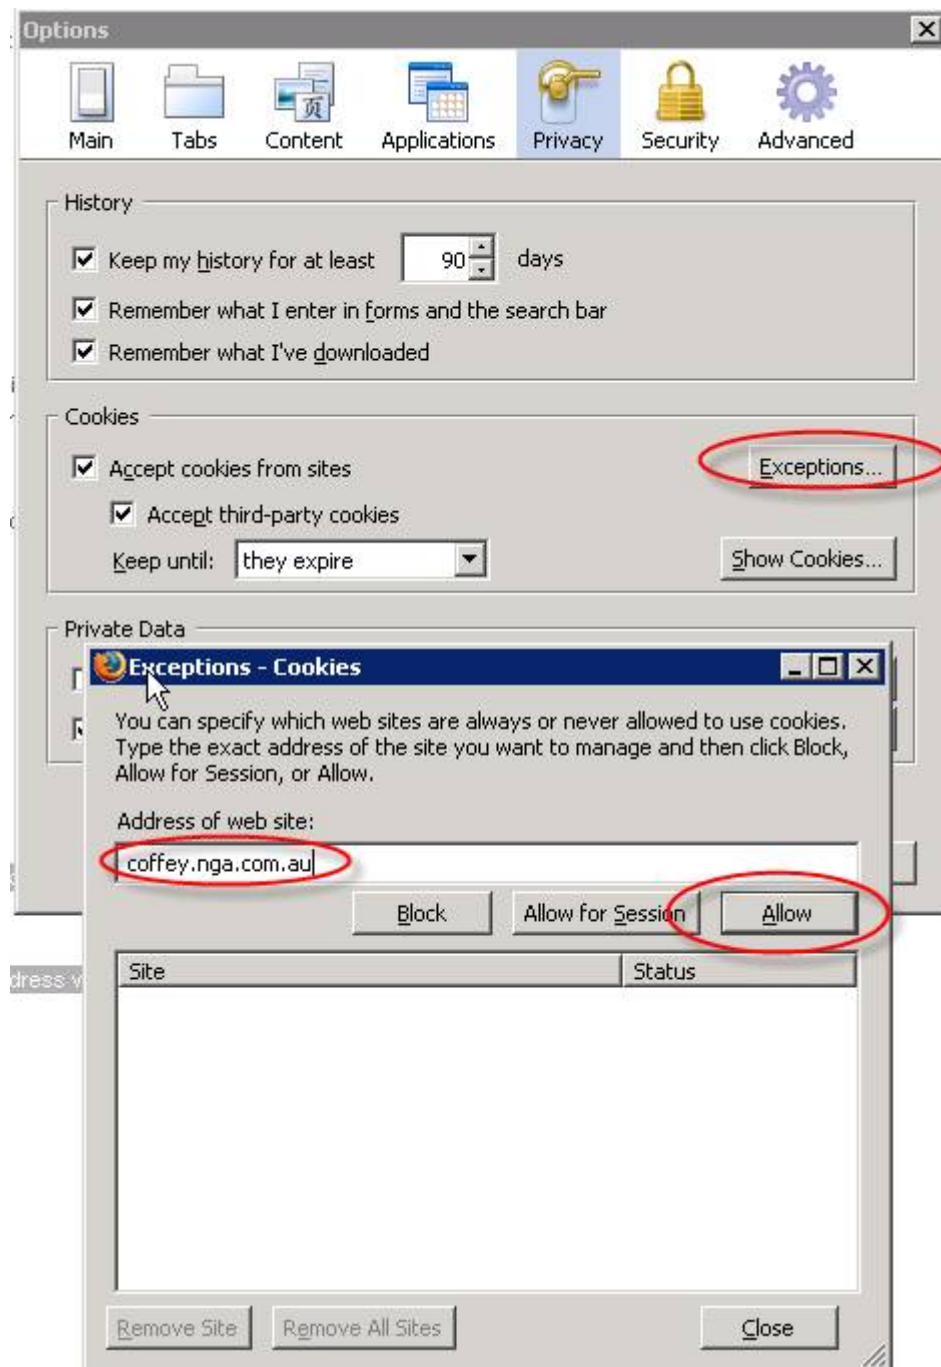 Options
Main Tabs Content Applications Privacy Security Advanced
页
History
Keep my history for at least 90 days
Remember what I enter in forms and the search bar
Remember what I've downloaded
Cookies
Accept cookies from sites Exceptions...
Accept third-party cookies
Keep until: they expire Show Cookies...
Private Data
Exceptions - Cookies
You can specify which web sites are always or never allowed to use cookies.
Type the exact address of the site you want to manage and then click Block,
Allow for Session, or Allow.
Address of web site:
coffey.nga.com.au
Block Allow for Session Allow
Site Status
Remove Site Remove All Sites Close